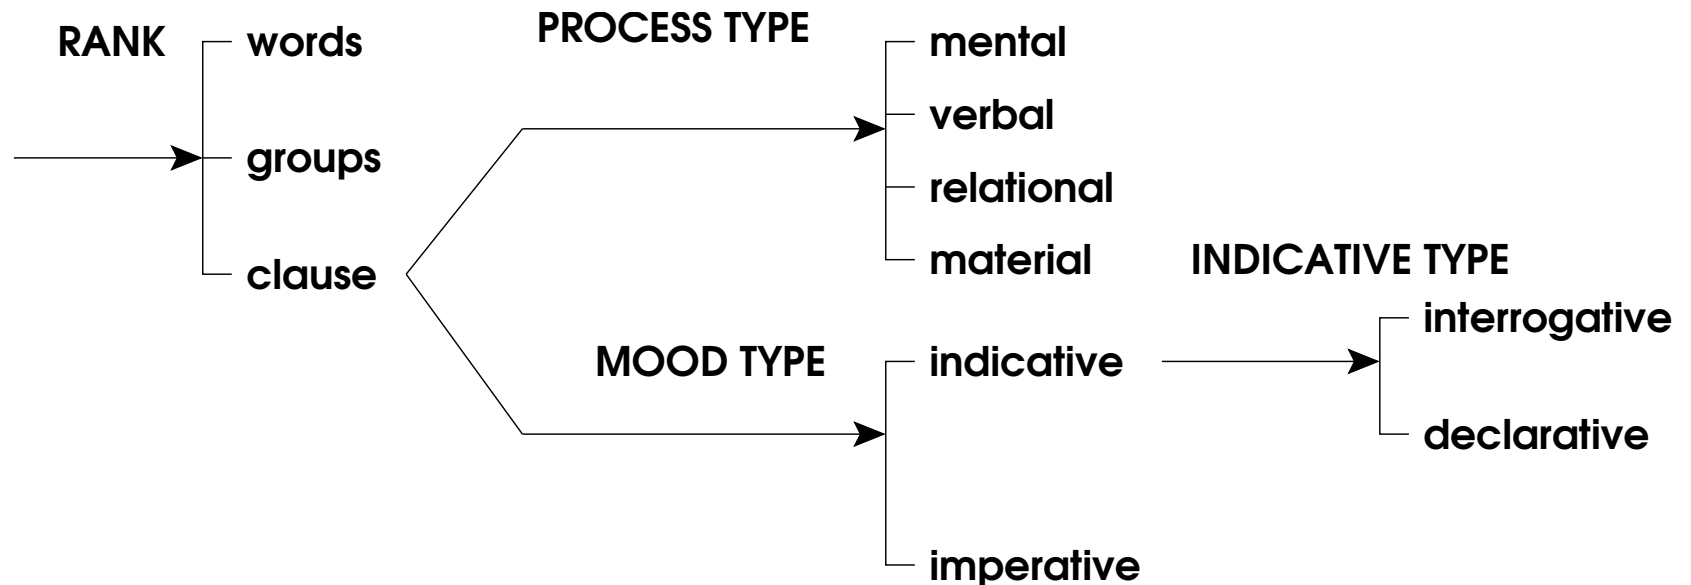 RANK
words
groups
clause
PROCESS TYPE
mental
verbal
relational
material
MOOD TYPE
indicative
imperative
INDICATIVE TYPE
interrogative
declarative